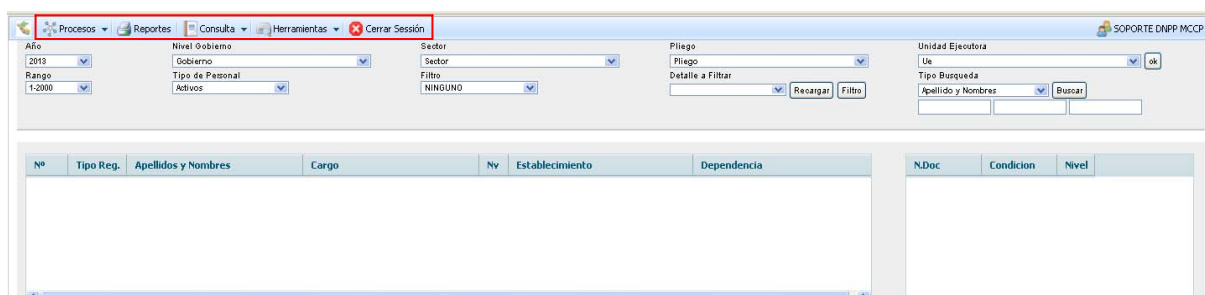 Procesos Reportes Consulta Herramientas Cerrar Sesión SOPORTE DNPP MCCP
Año Nivel Gobierno Sector Pliego Unidad Ejecutora
2013 Gobierno Sector Pliego Ue ok
Rango Tipo de Personal Filtro Detalle a Filtrar Tipo Busqueda
1-2000 Activos NINGUNO Recargar Filtro Apellido y Nombres Buscar
Nº Tipo Reg. Apellidos y Nombres Cargo Nv Establecimiento Dependencia N.Doc Condicion Nivel